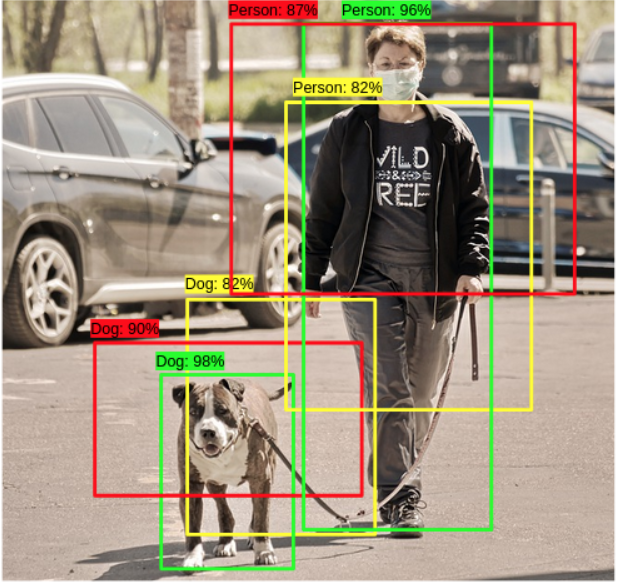 Person: 87%
Person: 96%
Person: 82%
WILD
&
FREE
Dog: 82%
Dog: 90%
Dog: 98%